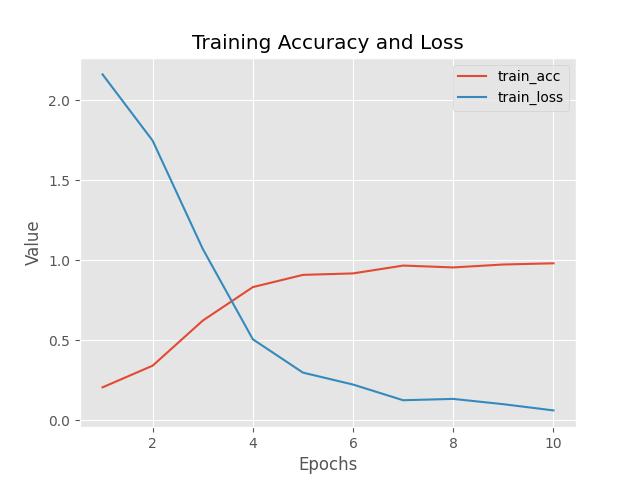 Training Accuracy and Loss
train_acc
train_loss
2.0
1.5
1.0
0.5
0.0
Value
2 4 6 8 10
Epochs